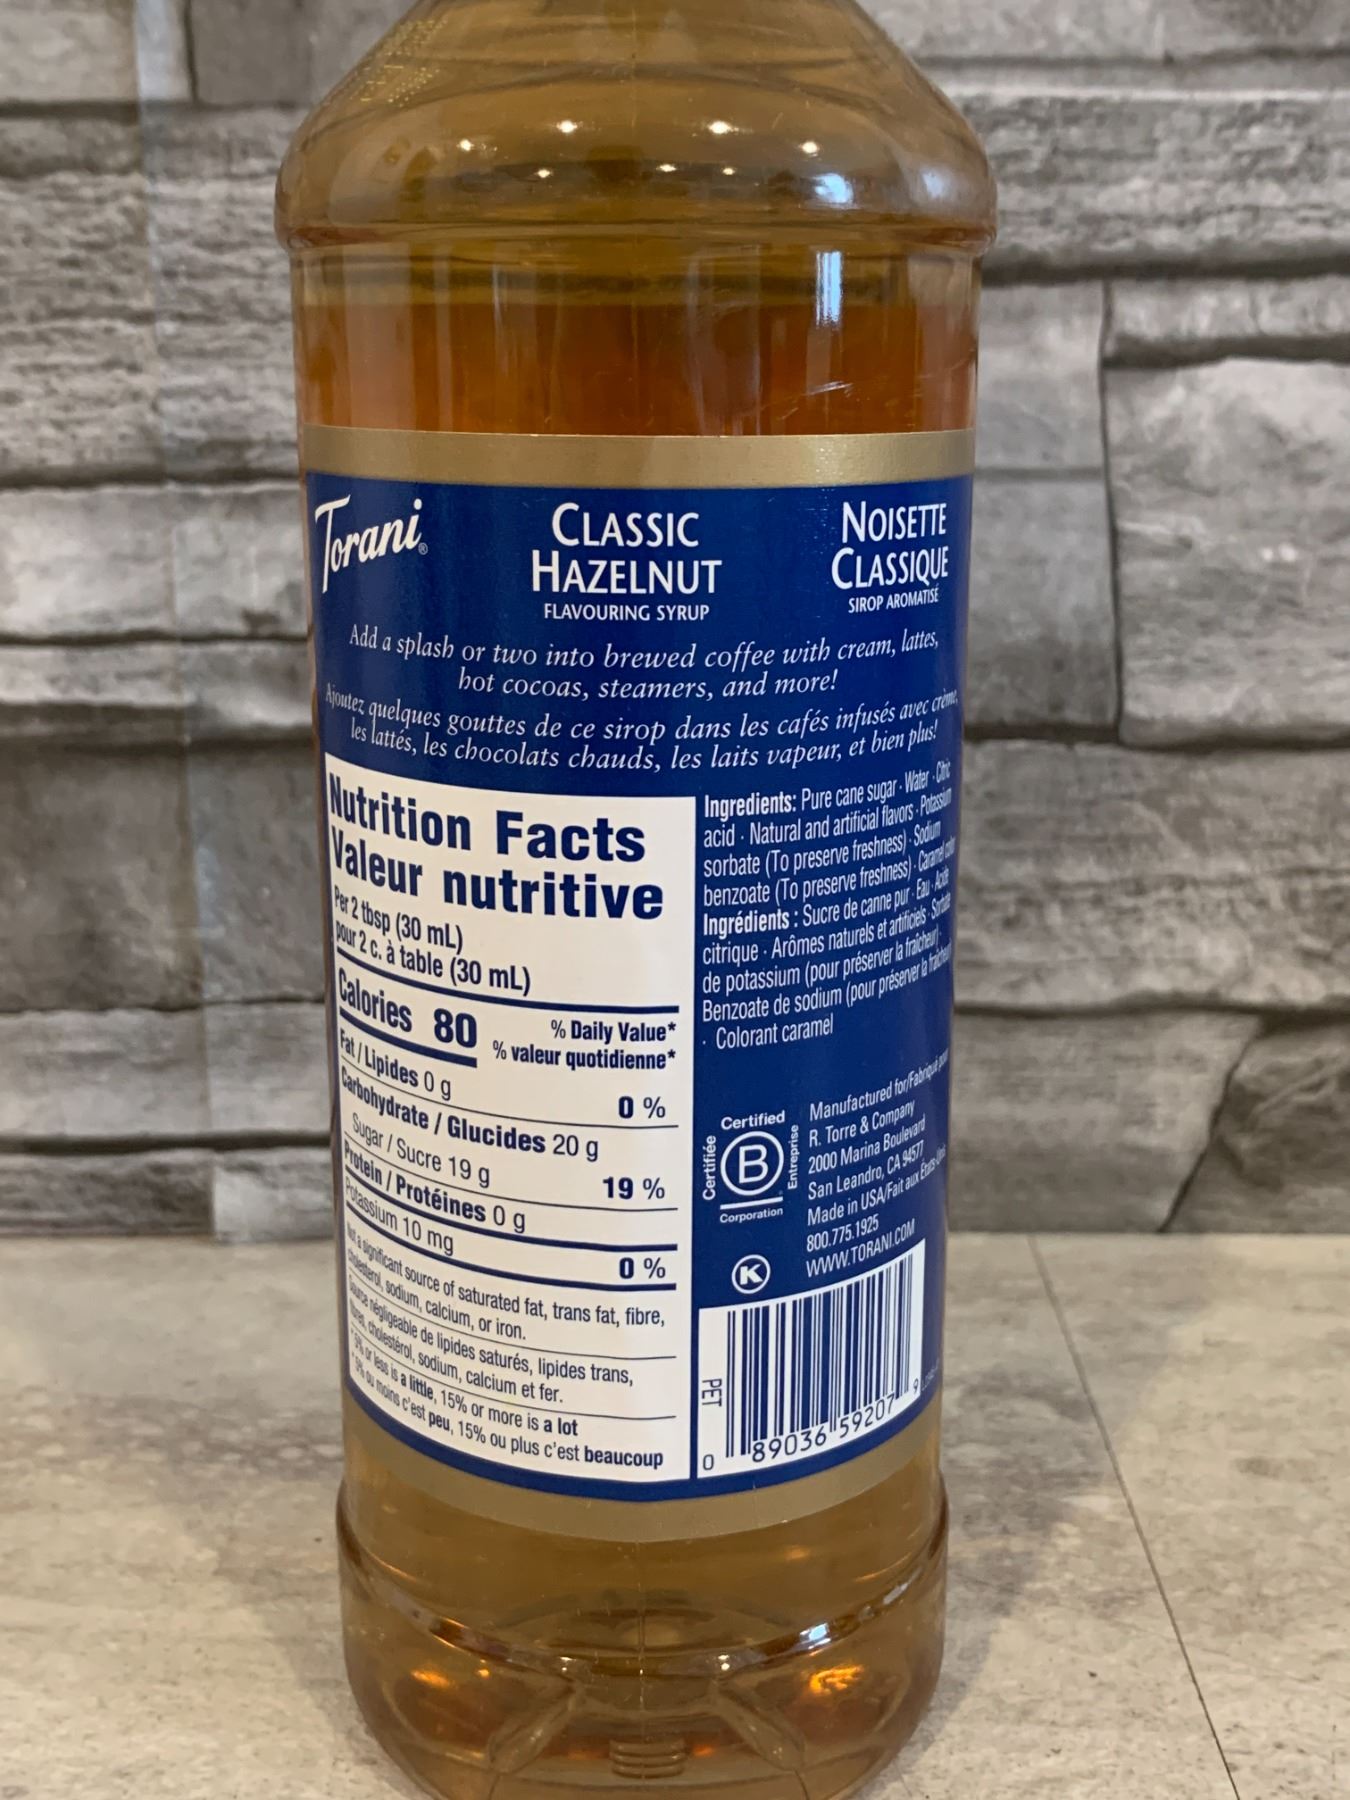 Torani®
CLASSIC
HAZELNUT
FLAVOURING SYRUP
NOISETTE
CLASSIQUE
SIROP AROMATISÉ
Add a splash or two into brewed coffee with cream, lattes,
hot cocoas, steamers, and more!
Ajoutez quelques gouttes de ce sirop dans les cafés infusés avec crème,
les lattés, les chocolats chauds, les laits vapeur, et bien plus!
Nutrition Facts
Valeur nutritive
Per 2 tbsp (30 mL)
pour 2 c. à table (30 mL)
Calories 80
% Daily Value*
% valeur quotidienne*
Fat / Lipides 0 g
0 %
Carbohydrate / Glucides 20 g
Sugar / Sucre 19 g
19 %
Protein / Protéines 0 g
Potassium 10 mg
0 %
Not a significant source of saturated fat, trans fat, fibre,
cholesterol, sodium, calcium, or iron.
Source négligeable de lipides saturés, lipides trans,
fibres, cholestérol, sodium, calcium et fer.
*5% or less is a little, 15% or more is a lot
*5% ou moins c'est peu, 15% ou plus c'est beaucoup
Ingredients: Pure cane sugar · Water · Citric
acid · Natural and artificial flavors · Potassium
sorbate (To preserve freshness) · Sodium
benzoate (To preserve freshness) · Caramel color
Ingrédients : Sucre de canne pur · Eau · Acide
citrique · Arômes naturels et artificiels · Sorbate
de potassium (pour préserver la fraîcheur) ·
Benzoate de sodium (pour préserver la fraîcheur)
· Colorant caramel
Certified
Certifiée
B
Entreprise
Corporation
Manufactured for/Fabriqué pour
R. Torre & Company
2000 Marina Boulevard
San Leandro, CA 94577
Made in USA/Fait aux États-Unis
800.775.1925
WWW.TORANI.COM
K
PET
0 89036 59207 9